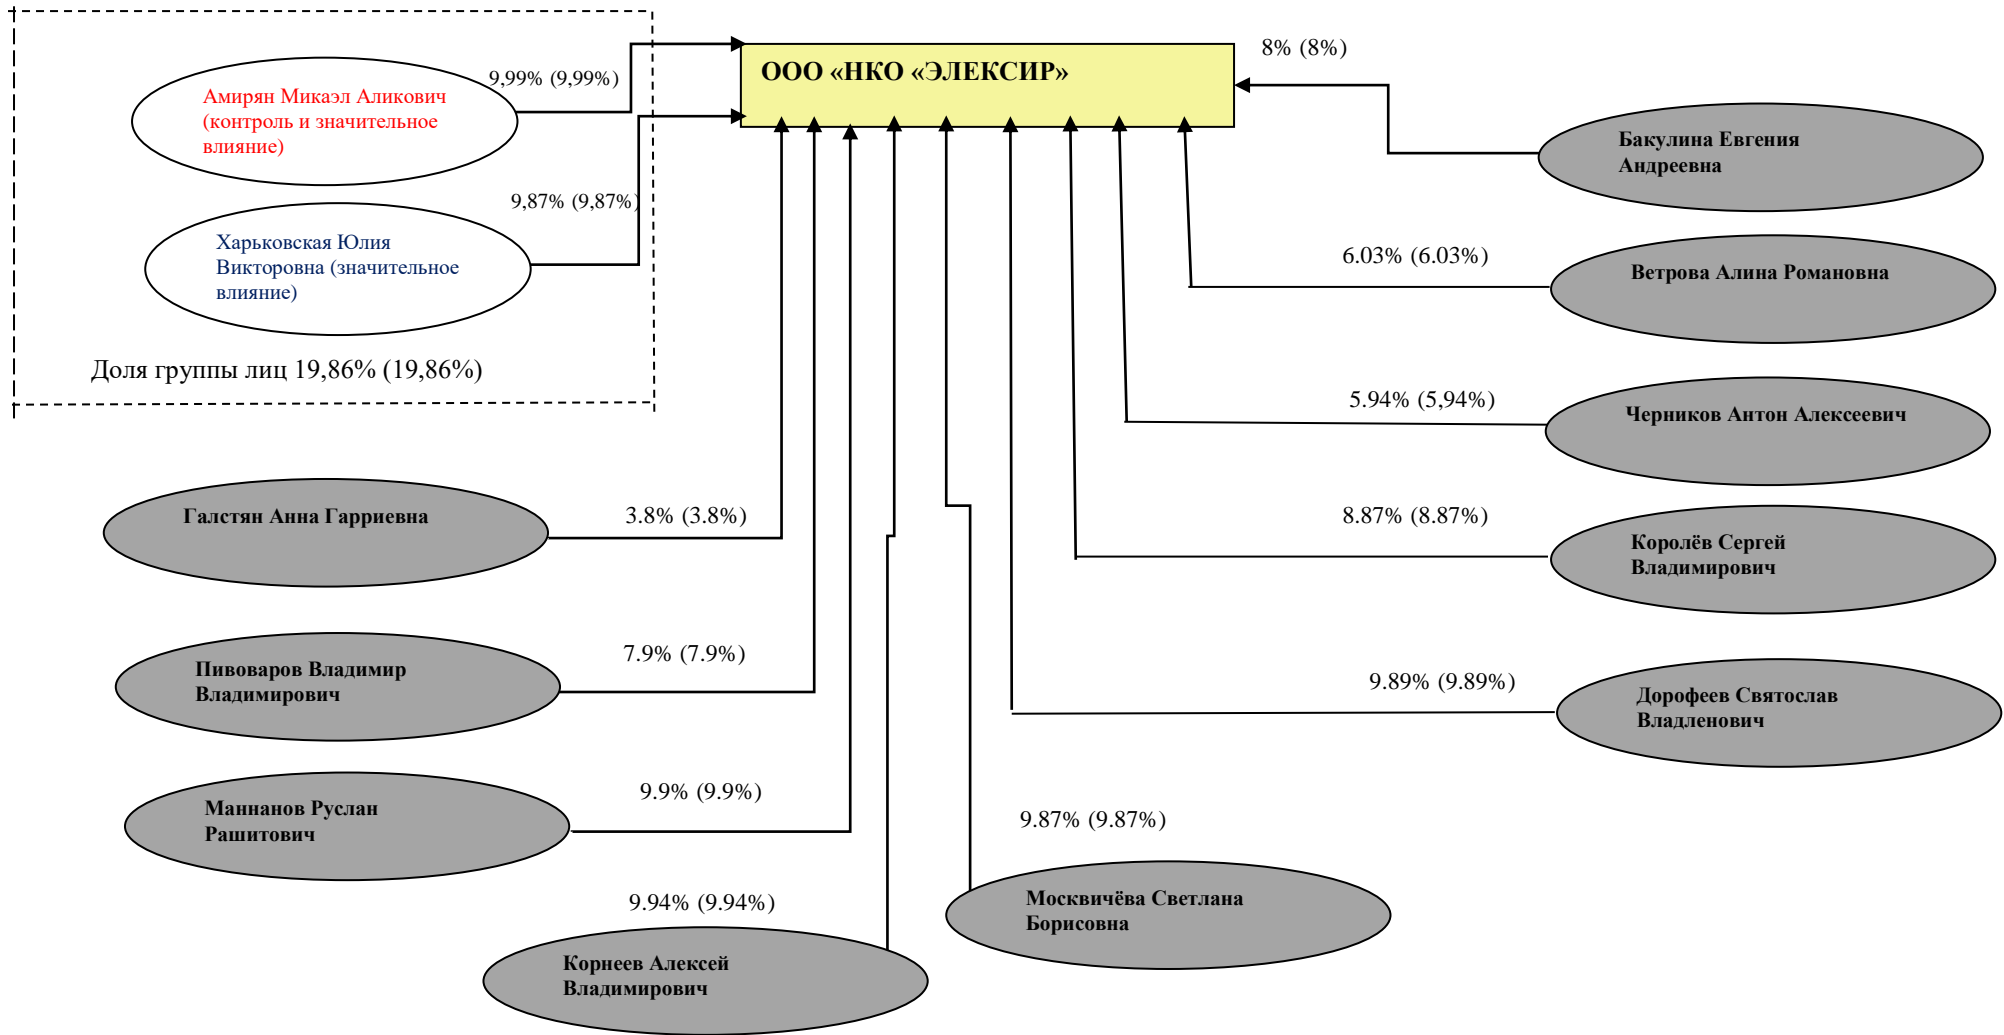 ООО «НКО «ЭЛЕКСИР»
9,99% (9,99%)
Амирян Микаэл Аликович
(контроль и значительное
влияние)
9,87% (9,87%)
Харьковская Юлия
Викторовна (значительное
влияние)
Доля группы лиц 19,86% (19,86%)
8% (8%)
Бакулина Евгения
Андреевна
6.03% (6.03%)
Ветрова Алина Романовна
5.94% (5,94%)
Черников Антон Алексеевич
8.87% (8.87%)
Королёв Сергей
Владимирович
9.89% (9.89%)
Дорофеев Святослав
Владленович
Галстян Анна Гарриевна
3.8% (3.8%)
Пивоваров Владимир
Владимирович
7.9% (7.9%)
Маннанов Руслан
Рашитович
9.9% (9.9%)
9.94% (9.94%)
Корнеев Алексей
Владимирович
9.87% (9.87%)
Москвичёва Светлана
Борисовна